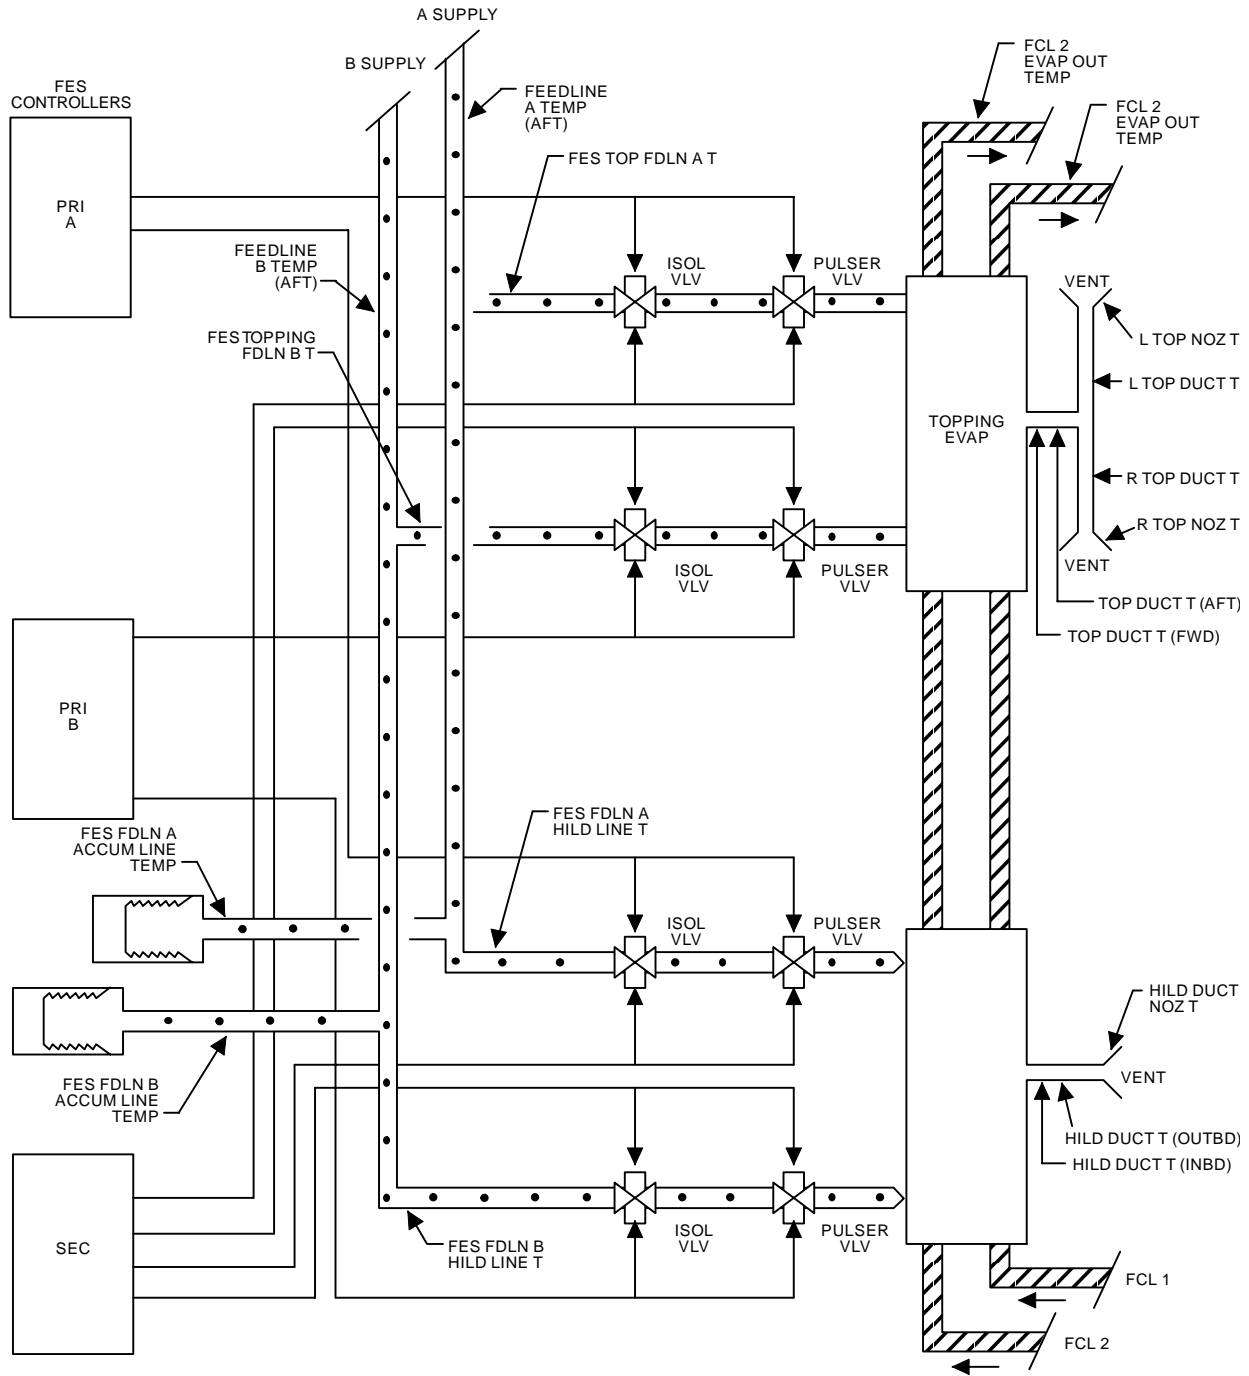 A SUPPLY
B SUPPLY
FES
CONTROLLERS
FEEDLINE
A TEMP
(AFT)
FCL 2
EVAP OUT
TEMP
FCL 2
EVAP OUT
TEMP
FES TOP FDLN A T
PRI
A
FEEDLINE
B TEMP
(AFT)
ISOL
VLV
PULSER
VLV
VENT
L TOP NOZ T
FESTOPPING
FDLN B T
L TOP DUCT T
TOPPING
EVAP
R TOP DUCT T
R TOP NOZ T
VENT
ISOL
VLV
PULSER
VLV
TOP DUCT T (AFT)
TOP DUCT T (FWD)
PRI
B
FES FDLN A
HILD LINE T
FES FDLN A
ACCUM LINE
TEMP
ISOL
VLV
PULSER
VLV
HILD DUCT
NOZ T
VENT
FES FDLN B
ACCUM LINE
TEMP
HILD DUCT T (OUTBD)
HILD DUCT T (INBD)
SEC
FES FDLN B
HILD LINE T
ISOL
VLV
PULSER
VLV
FCL 1
FCL 2